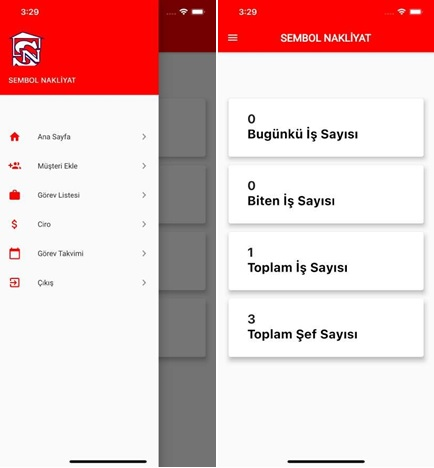 3:29
SEMBOL NAKLİYAT
Ana Sayfa
Müşteri Ekle
Görev Listesi
Ciro
Görev Takvimi
Çıkış
3:29
SEMBOL NAKLİYAT
0
Bugünkü İş Sayısı
0
Biten İş Sayısı
1
Toplam İş Sayısı
3
Toplam Şef Sayısı